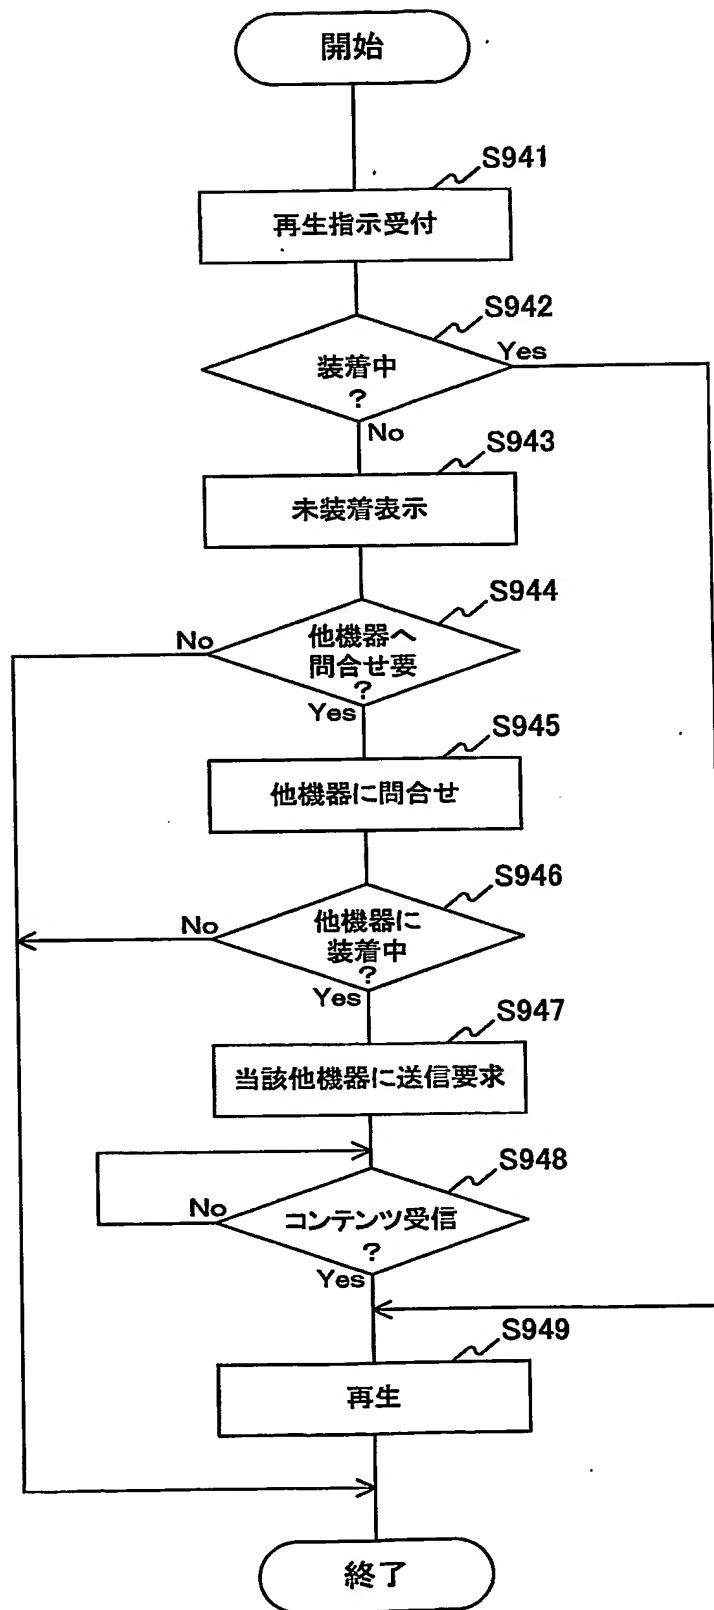 開始
S941
再生指示受付
S942
装着中
?
Yes
No
S943
未装着表示
S944
他機器へ
問合せ要
?
No
Yes
S945
他機器に問合せ
S946
他機器に
装着中
?
No
Yes
S947
当該他機器に送信要求
S948
コンテンツ受信
?
No
Yes
S949
再生
終了